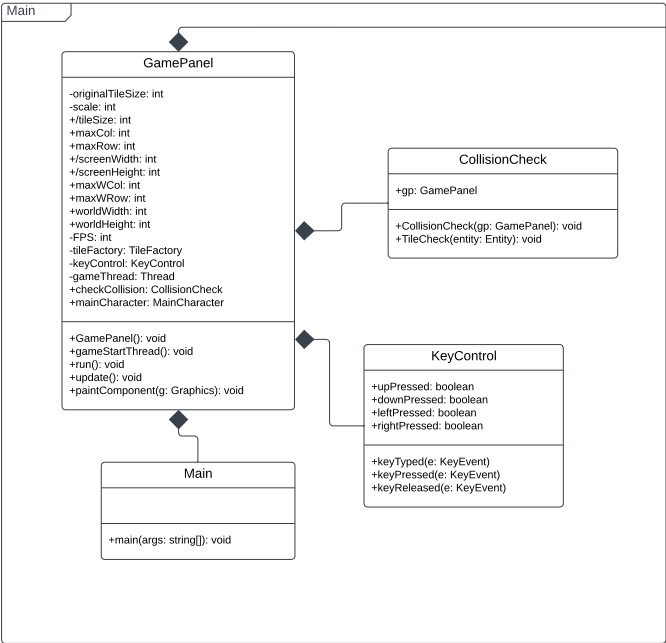 Main
GamePanel
-originalTileSize: int
-scale: int
+/tileSize: int
+maxCol: int
+maxRow: int
+/screenWidth: int
+/screenHeight: int
+maxWCol: int
+maxWRow: int
+worldWidth: int
+worldHeight: int
-FPS: int
-tileFactory: TileFactory
-keyControl: KeyControl
-gameThread: Thread
+checkCollision: CollisionCheck
+mainCharacter: MainCharacter
+GamePanel(): void
+gameStartThread(): void
+run(): void
+update(): void
+paintComponent(g: Graphics): void
CollisionCheck
+gp: GamePanel
+CollisionCheck(gp: GamePanel): void
+TileCheck(entity: Entity): void
KeyControl
+upPressed: boolean
+downPressed: boolean
+leftPressed: boolean
+rightPressed: boolean
+keyTyped(e: KeyEvent)
+keyPressed(e: KeyEvent)
+keyReleased(e: KeyEvent)
Main
+main(args: string[]): void